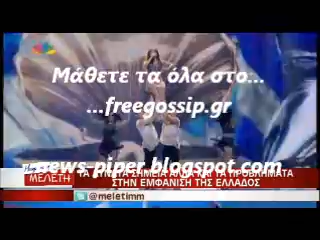 Μάθετε τα όλα στο...
...freegossip.gr
news-piper.blogspot.com
ΜΕΛΕΤΗ
ΤΑ ΔΥΝΑΤΑ ΣΗΜΕΙΑ ΑΛΛΑ ΚΑΙ ΤΑ ΠΡΟΒΛΗΜΑΤΑ
ΣΤΗΝ ΕΜΦΑΝΙΣΗ ΤΗΣ ΕΛΛΑΔΟΣ
@meletimm